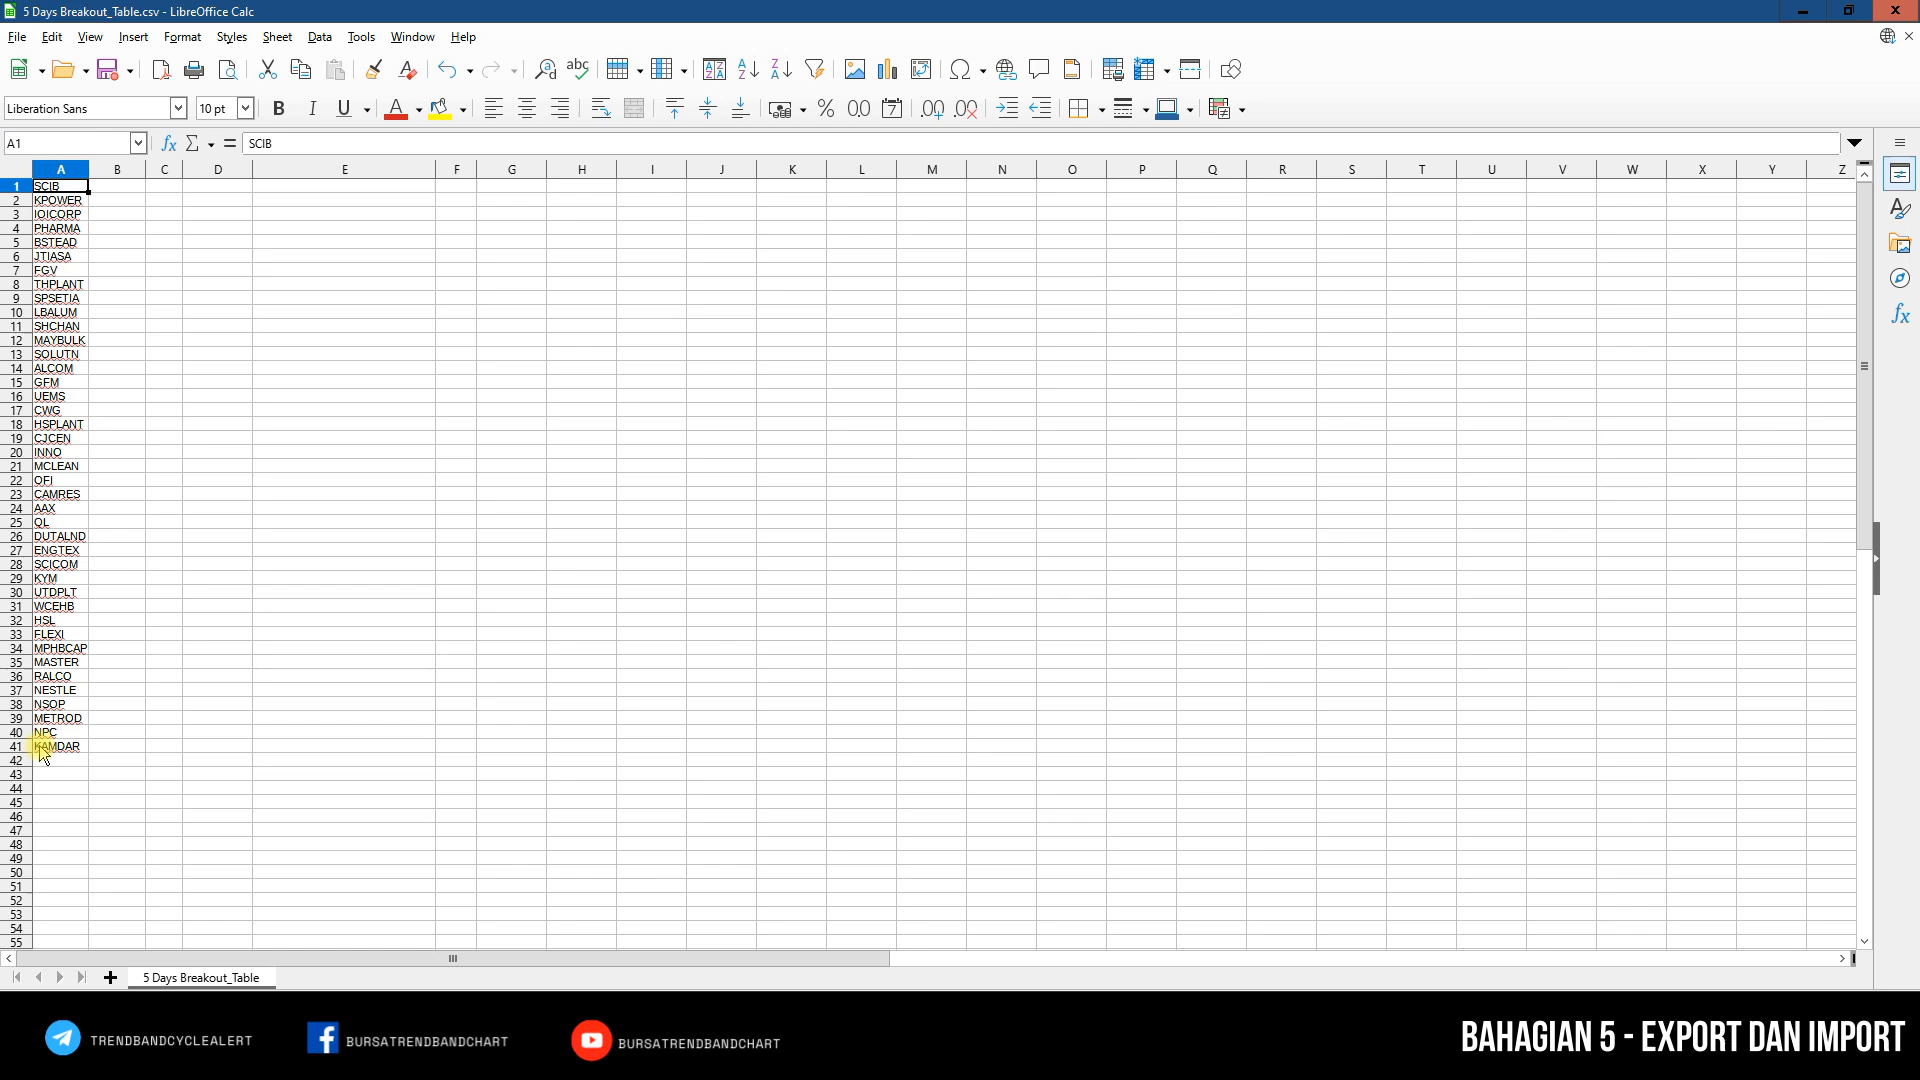 5 Days Breakout_Table.csv - LibreOffice Calc
File Edit View Insert Format Styles Sheet Data Tools Window Help
Liberation Sans 10 pt
A1 SCIB
A B C D E F G H I J K L M N O P Q R S T U V W X Y Z
1 SCIB
2 KPOWER
3 IOICORP
4 PHARMA
5 BSTEAD
6 JTIASA
7 FGV
8 THPLANT
9 SPSETIA
10 LBALUM
11 SHCHAN
12 MAYBULK
13 SOLUTN
14 ALCOM
15 GFM
16 UEMS
17 CWG
18 HSPLANT
19 CJCEN
20 INNO
21 MCLEAN
22 OFI
23 CAMRES
24 AAX
25 QL
26 DUTALND
27 ENGTEX
28 SCICOM
29 KYM
30 UTDPLT
31 WCEHB
32 HSL
33 FLEXI
34 MPHBCAP
35 MASTER
36 RALCO
37 NESTLE
38 NSOP
39 METROD
40 NPC
41 KAMDAR
42
43
44
45
46
47
48
49
50
51
52
53
54
55
5 Days Breakout_Table
TRENDBANDCYCLEALERT BURSATRENDBANDCHART BURSATRENDBANDCHART
BAHAGIAN 5 - EXPORT DAN IMPORT